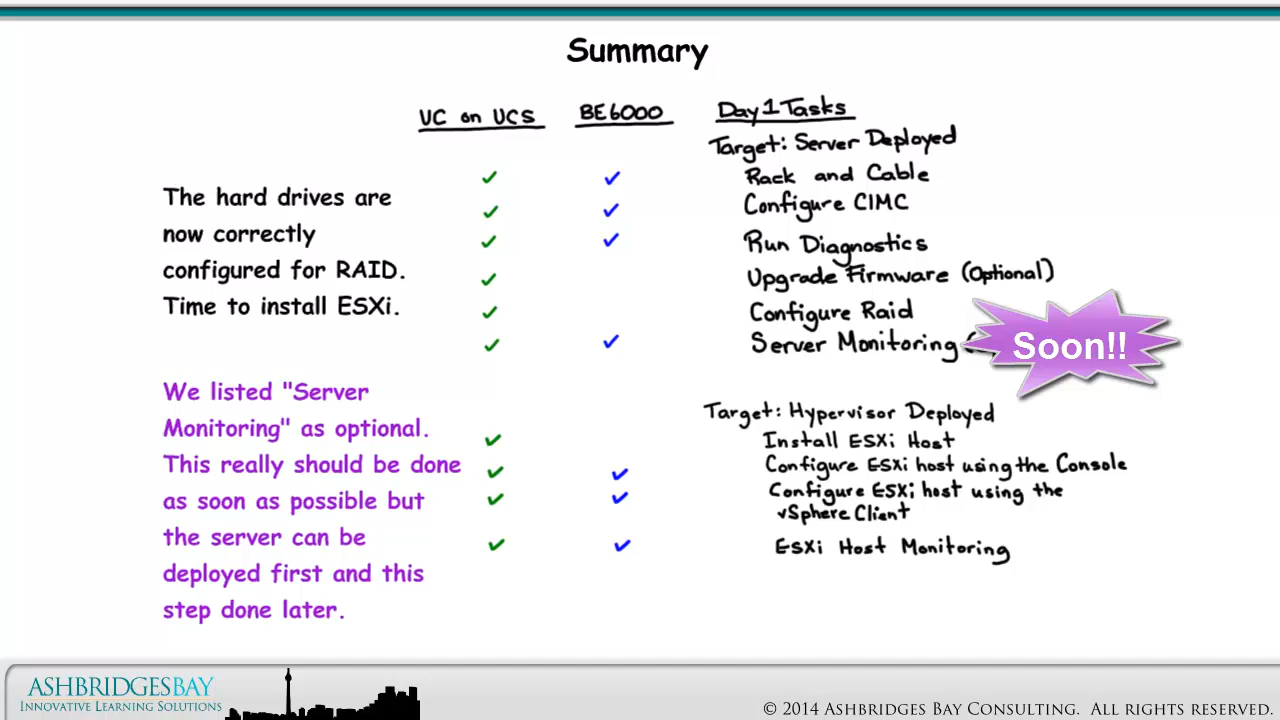 Summary
UC on UCS
BE6000
Day 1 Tasks
Target: Server Deployed
Rack and Cable
Configure CIMC
Run Diagnostics
Upgrade Firmware (Optional)
Configure Raid
Server Monitoring (
Soon!!
The hard drives are
now correctly
configured for RAID.
Time to install ESXi.
We listed "Server
Monitoring" as optional.
This really should be done
as soon as possible but
the server can be
deployed first and this
step done later.
Target: Hypervisor Deployed
Install ESXi Host
Configure ESXi host using the Console
Configure ESXi host using the
vSphere Client
ESXi Host Monitoring
ASHBRIDGESBAY
INNOVATIVE LEARNING SOLUTIONS
© 2014 ASHBRIDGES BAY CONSULTING. ALL RIGHTS RESERVED.